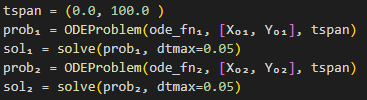 tspan = (0.0, 100.0 )
prob₁ = ODEProblem(ode_fn₁, [X₀₁, Y₀₁], tspan)
sol₁ = solve(prob₁, dtmax=0.05)
prob₂ = ODEProblem(ode_fn₂, [X₀₂, Y₀₂], tspan)
sol₂ = solve(prob₂, dtmax=0.05)